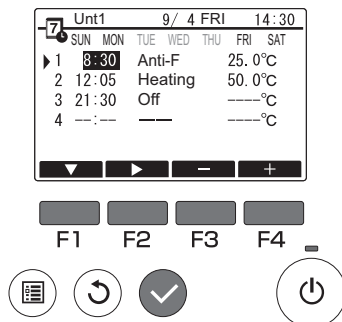 7 Unt1 9/ 4 FRI 14:30
SUN MON TUE WED THU FRI SAT
1 8:30 Anti-F 25.0°C
2 12:05 Heating 50.0°C
3 21:30 Off ----°C
4 --:-- —— ----°C
− +
F1 F2 F3 F4